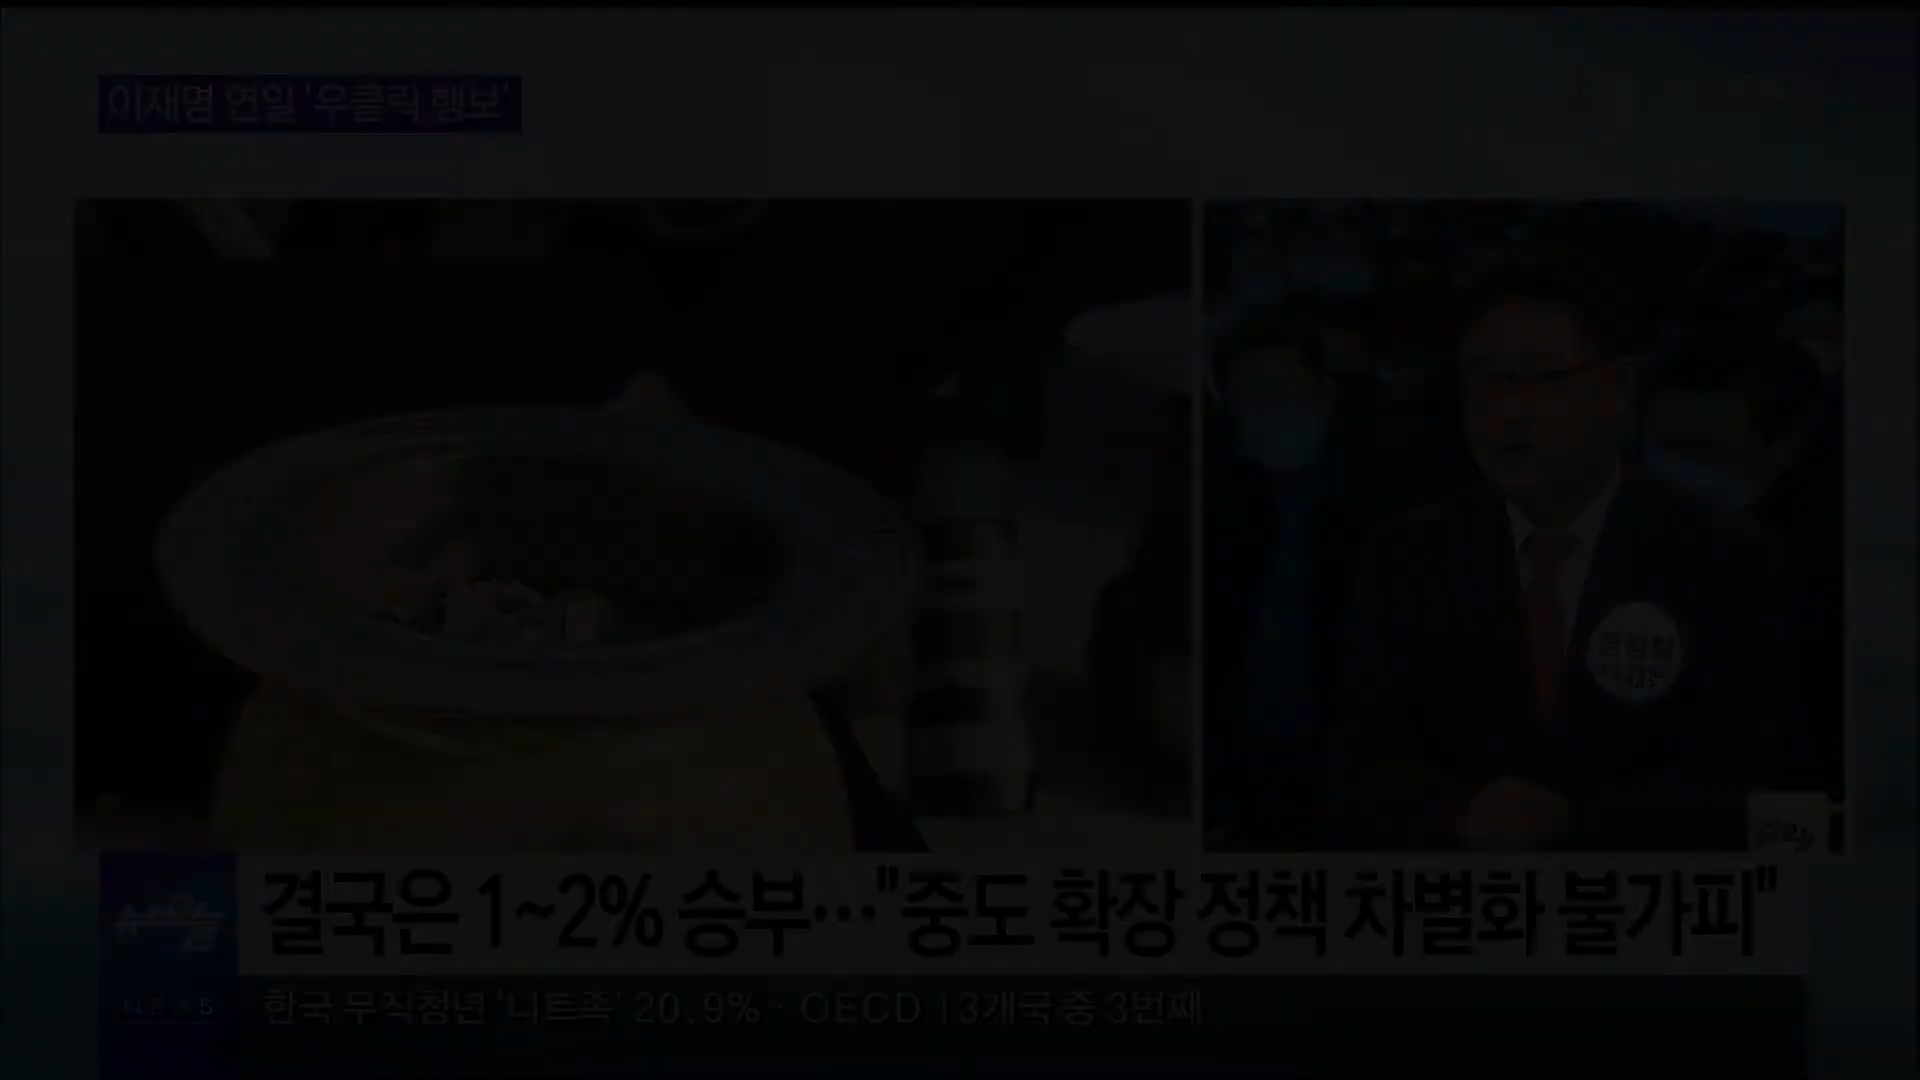 이재명 연일 '우클릭 행보'
결국은 1~2% 승부…"중도 확장 정책 차별화 불가피"
NEWS
한국 무직청년 '니트족' 20.9%…OECD 13개국 중 3번째